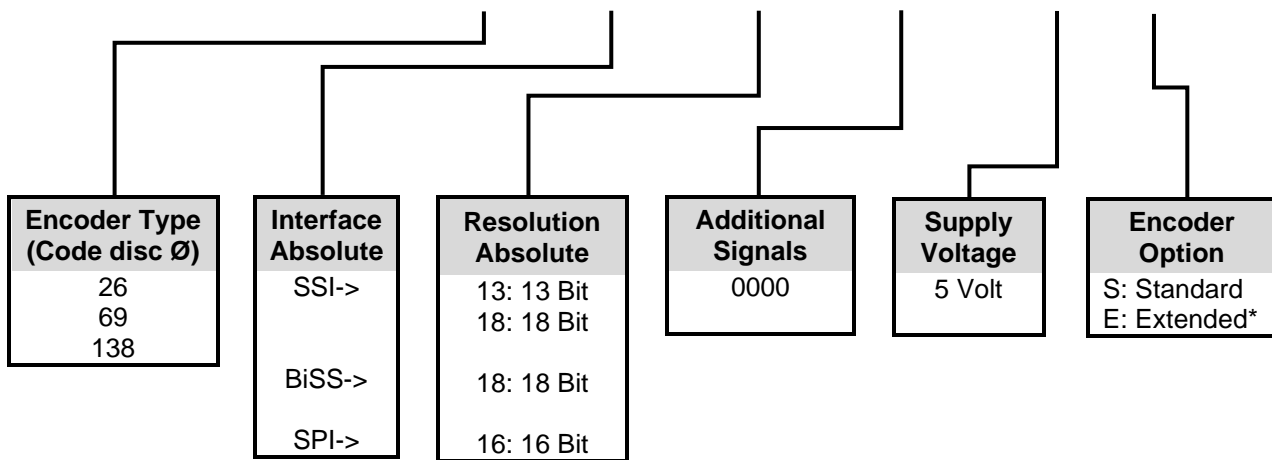 Encoder Type
(Code disc Ø)
26
69
138
Interface
Absolute
SSI->
BiSS->
SPI->
Resolution
Absolute
13: 13 Bit
18: 18 Bit
18: 18 Bit
16: 16 Bit
Additional
Signals
0000
Supply
Voltage
5 Volt
Encoder
Option
S: Standard
E: Extended*